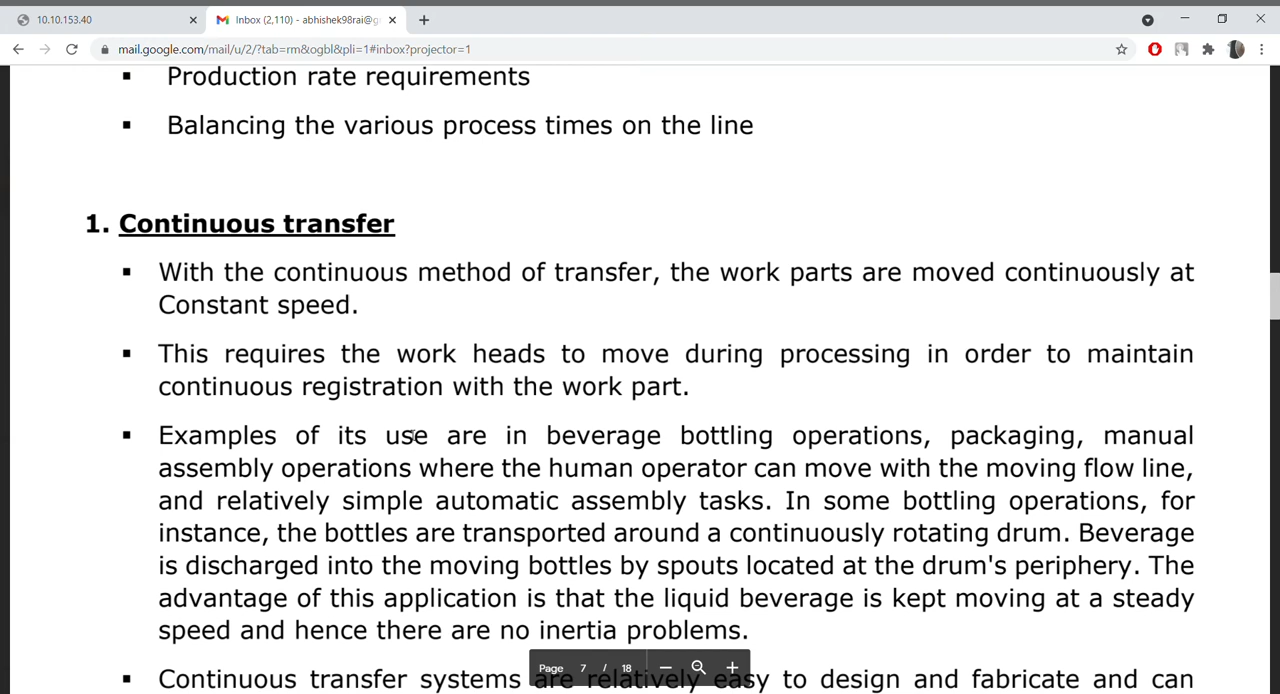 10.10.153.40
Inbox (2,110) - abhishek98rai@g
mail.google.com/mail/u/2/?tab=rm&ogbl&pli=1#inbox?projector=1
▪ Production rate requirements
▪ Balancing the various process times on the line
1. Continuous transfer
▪ With the continuous method of transfer, the work parts are moved continuously at
Constant speed.
▪ This requires the work heads to move during processing in order to maintain
continuous registration with the work part.
▪ Examples of its use are in beverage bottling operations, packaging, manual
assembly operations where the human operator can move with the moving flow line,
and relatively simple automatic assembly tasks. In some bottling operations, for
instance, the bottles are transported around a continuously rotating drum. Beverage
is discharged into the moving bottles by spouts located at the drum's periphery. The
advantage of this application is that the liquid beverage is kept moving at a steady
speed and hence there are no inertia problems.
▪ Continuous transfer systems are relatively easy to design and fabricate and can
Page 7 / 18